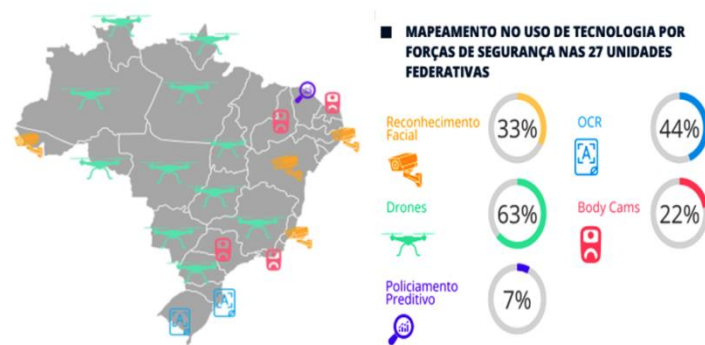 MAPEAMENTO NO USO DE TECNOLOGIA POR
FORÇAS DE SEGURANÇA NAS 27 UNIDADES
FEDERATIVAS
Reconhecimento
Facial
33%
OCR
44%
A
Drones
63%
Body Cams
22%
Policiamento
Preditivo
7%
A
A